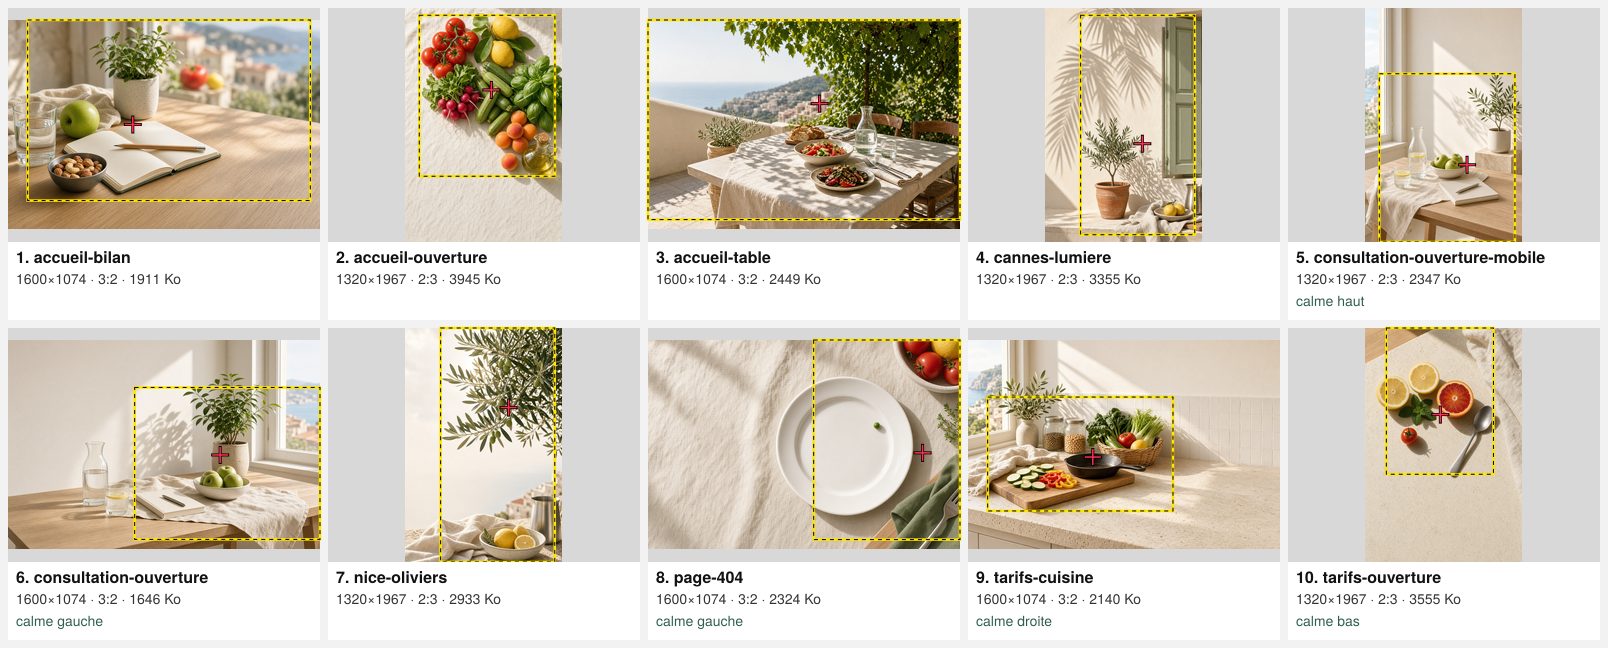 1. accueil-bilan
1600×1074 · 3:2 · 1911 Ko
2. accueil-ouverture
1320×1967 · 2:3 · 3945 Ko
3. accueil-table
1600×1074 · 3:2 · 2449 Ko
4. cannes-lumiere
1320×1967 · 2:3 · 3355 Ko
5. consultation-ouverture-mobile
1320×1967 · 2:3 · 2347 Ko
calme haut
6. consultation-ouverture
1600×1074 · 3:2 · 1646 Ko
calme gauche
7. nice-oliviers
1320×1967 · 2:3 · 2933 Ko
8. page-404
1600×1074 · 3:2 · 2324 Ko
calme gauche
9. tarifs-cuisine
1600×1074 · 3:2 · 2140 Ko
calme droite
10. tarifs-ouverture
1320×1967 · 2:3 · 3555 Ko
calme bas